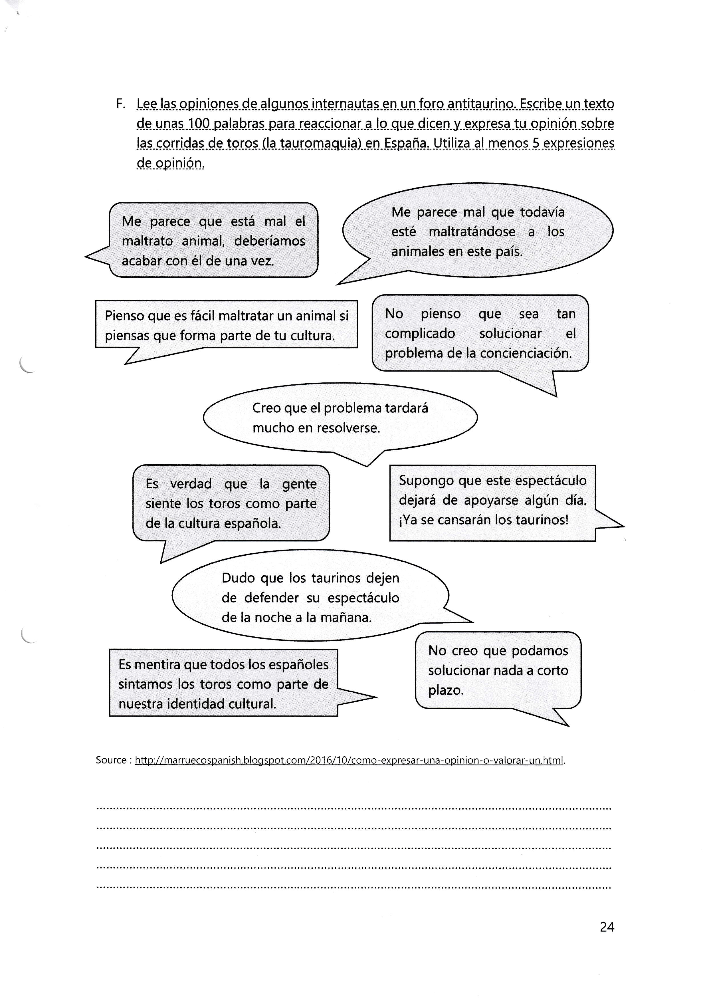 F. Lee las opiniones de algunos internautas en un foro antitaurino. Escribe un texto
de unas 100 palabras para reaccionar a lo que dicen y expresa tu opinión sobre
las corridas de toros (la tauromaquia) en España. Utiliza al menos 5 expresiones
de opinión.
Me parece que está mal el
maltrato animal, deberíamos
acabar con él de una vez.
Me parece mal que todavía
esté maltratándose a los
animales en este país.
Pienso que es fácil maltratar un animal si
piensas que forma parte de tu cultura.
No pienso que sea tan
complicado solucionar el
problema de la concienciación.
Creo que el problema tardará
mucho en resolverse.
Es verdad que la gente
siente los toros como parte
de la cultura española.
Supongo que este espectáculo
dejará de apoyarse algún día.
¡Ya se cansarán los taurinos!
Dudo que los taurinos dejen
de defender su espectáculo
de la noche a la mañana.
Es mentira que todos los españoles
sintamos los toros como parte de
nuestra identidad cultural.
No creo que podamos
solucionar nada a corto
plazo.
Source : http://marruecospanish.blogspot.com/2016/10/como-expresar-una-opinion-o-valorar-un.html.
24